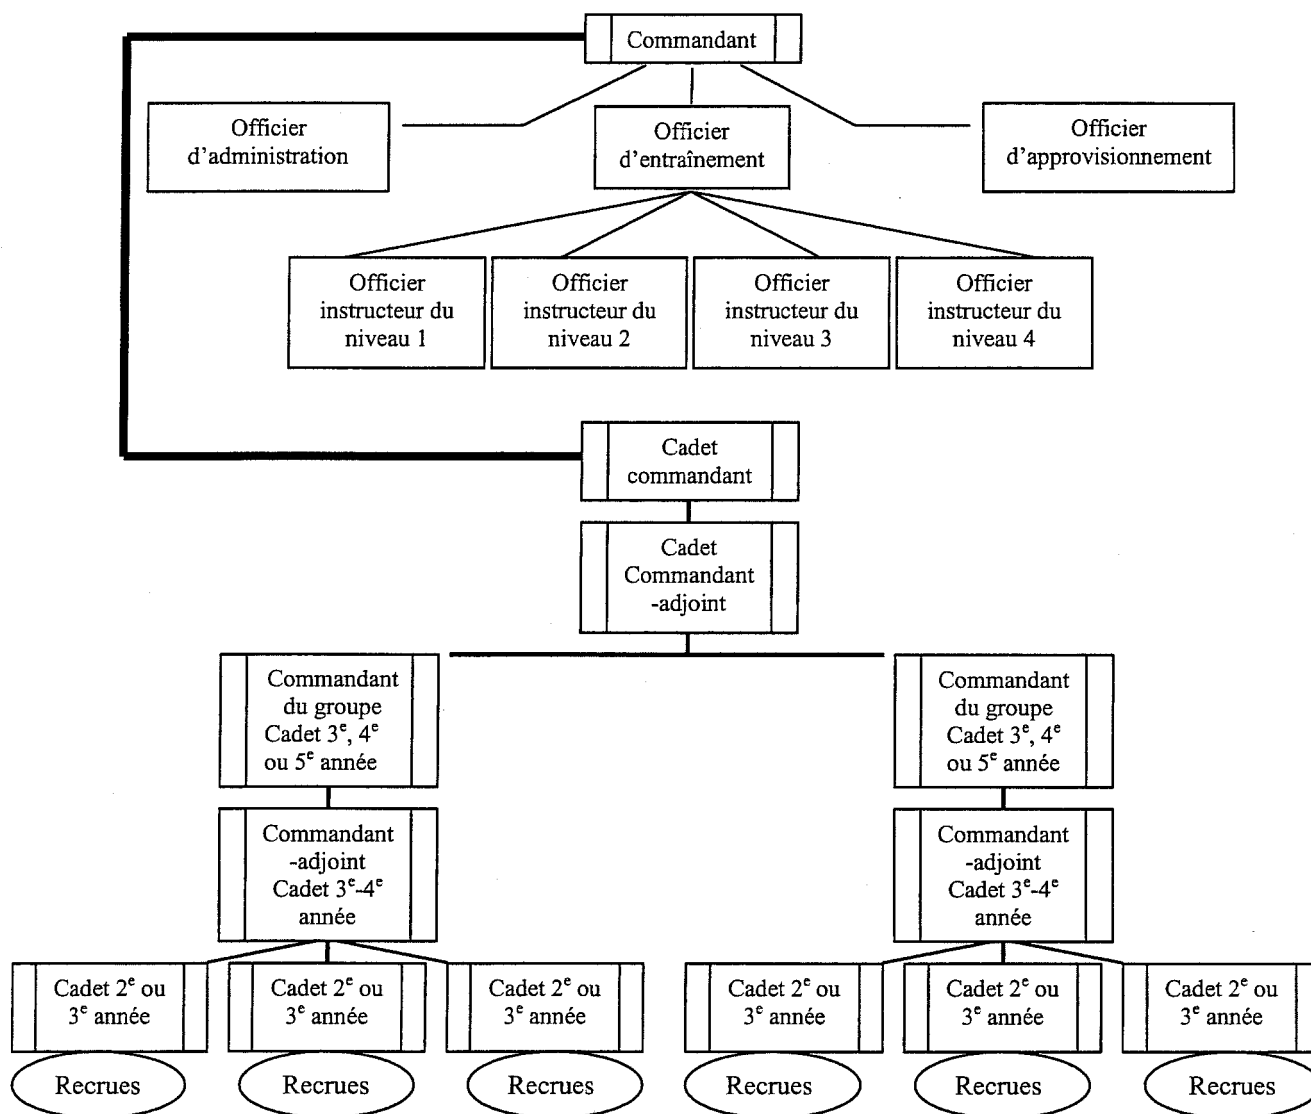 Commandant
Officier
d'administration
Officier
d'entraînement
Officier
d'approvisionnement
Officier
instructeur du
niveau 1
Officier
instructeur du
niveau 2
Officier
instructeur du
niveau 3
Officier
instructeur du
niveau 4
Cadet
commandant
Cadet
Commandant
-adjoint
Commandant
du groupe
Cadet 3e, 4e
ou 5e année
Commandant
du groupe
Cadet 3e, 4e
ou 5e année
Commandant
-adjoint
Cadet 3e-4e
année
Commandant
-adjoint
Cadet 3e-4e
année
Cadet 2e ou
3e année
Cadet 2e ou
3e année
Cadet 2e ou
3e année
Cadet 2e ou
3e année
Cadet 2e ou
3e année
Cadet 2e ou
3e année
Recrues
Recrues
Recrues
Recrues
Recrues
Recrues